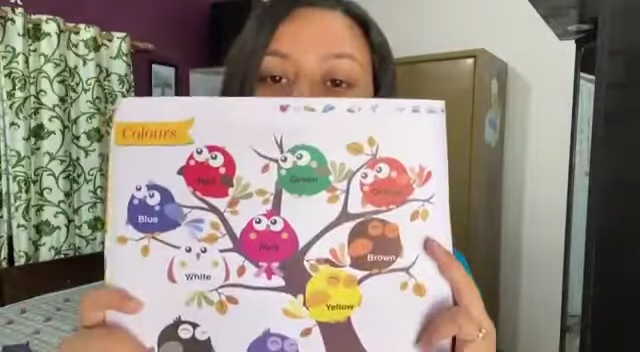 Colours
Red
Green
Orange
Blue
Pink
Brown
White
Yellow